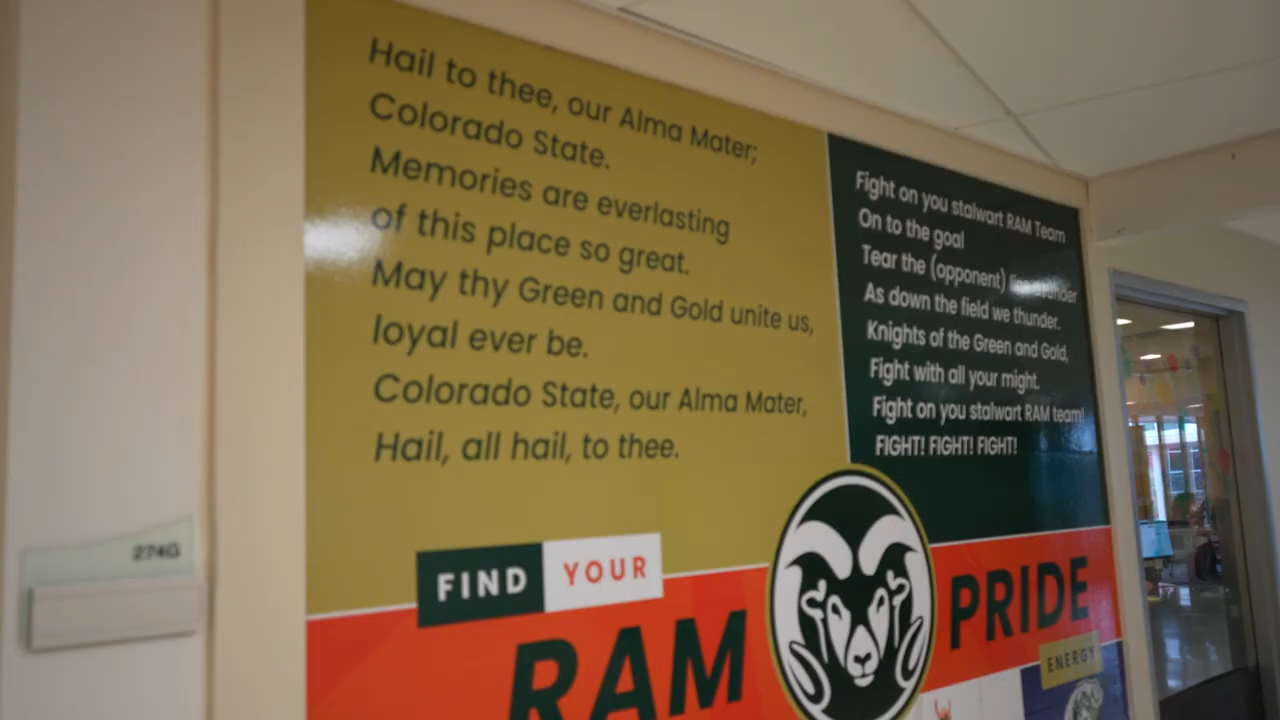 Hail to thee, our Alma Mater;
Colorado State.
Memories are everlasting
of this place so great.
May thy Green and Gold unite us,
loyal ever be.
Colorado State, our Alma Mater,
Hail, all hail, to thee.
Fight on you stalwart RAM Team
On to the goal
Tear the (opponent)
As down the field we thunder.
Knights of the Green and Gold,
Fight with all your might.
Fight on you stalwart RAM team!
FIGHT! FIGHT! FIGHT!
274G
FIND YOUR
RAM PRIDE
ENERGY